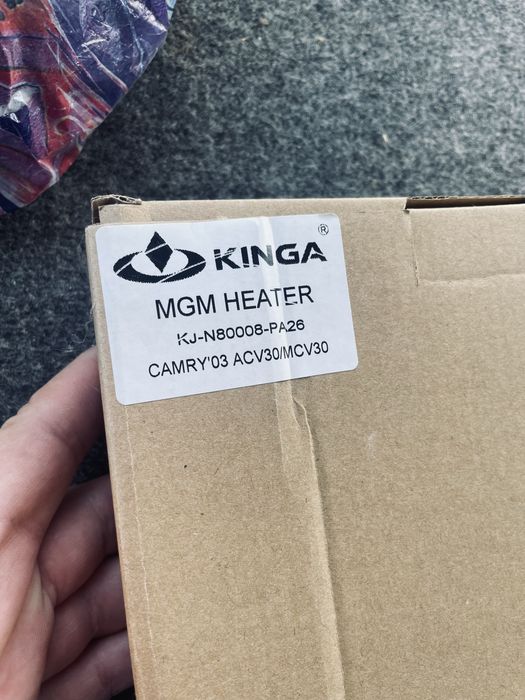 KINGA ®
MGM HEATER
KJ-N80008-PA26
CAMRY'03 ACV30/MCV30